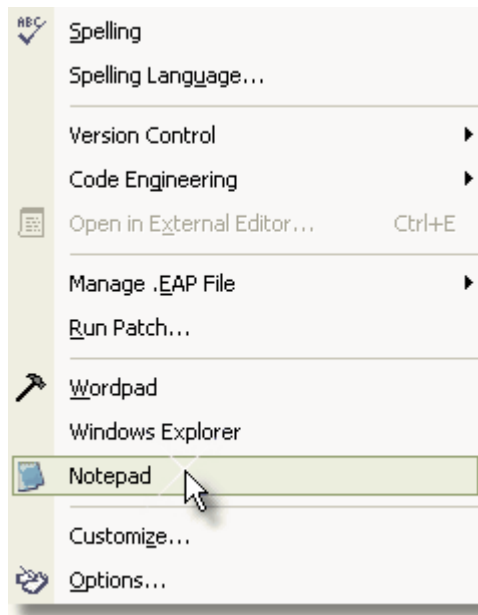 ABC
Spelling
Spelling Language...
Version Control
Code Engineering
Open in External Editor... Ctrl+E
Manage .EAP File
Run Patch...
Wordpad
Windows Explorer
Notepad
Customize...
Options...